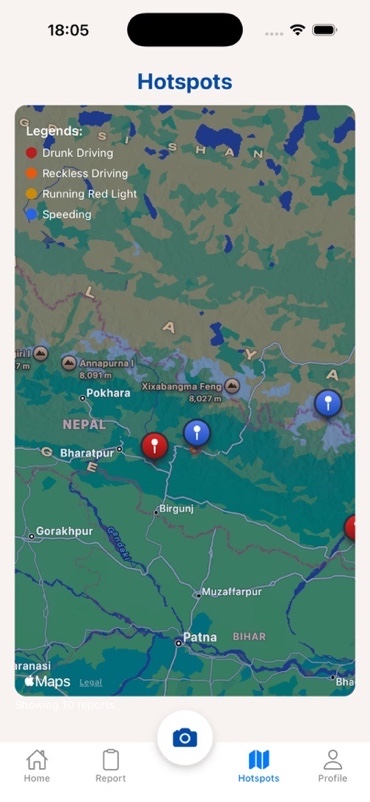 18:05
Hotspots
Legends:
Drunk Driving
Reckless Driving
Running Red Light
Speeding
G D I S I S H A N
L A Y A
giri I
7 m
Annapurna I
8,091 m
Xixabangma Feng
8,027 m
Pokhara
NEPAL
Bharatpur
G
E
Birgunj
Gorakhpur
Gandaki
Muzaffarpur
Patna
BIHAR
aranasi
Maps
Legal
Bha
Showing 10 reports
Home
Report
Hotspots
Profile